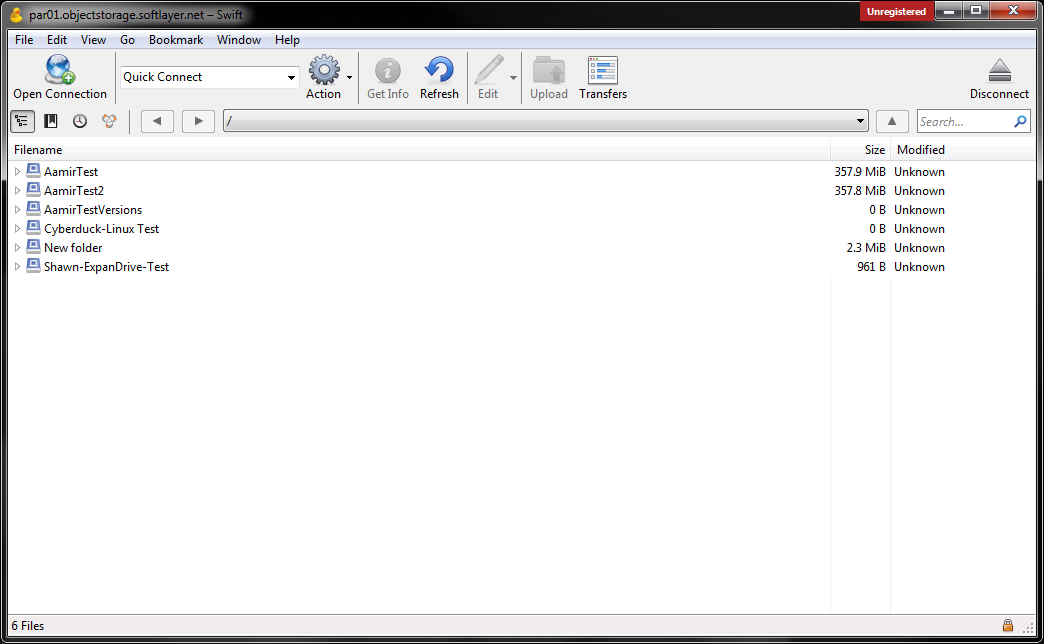 par01.objectstorage.softlayer.net – Swift Unregistered
File Edit View Go Bookmark Window Help
Open Connection Quick Connect Action Get Info Refresh Edit Upload Transfers Disconnect
/ Search...
Filename Size Modified
AamirTest 357.9 MiB Unknown
AamirTest2 357.8 MiB Unknown
AamirTestVersions 0 B Unknown
Cyberduck-Linux Test 0 B Unknown
New folder 2.3 MiB Unknown
Shawn-ExpanDrive-Test 961 B Unknown
6 Files